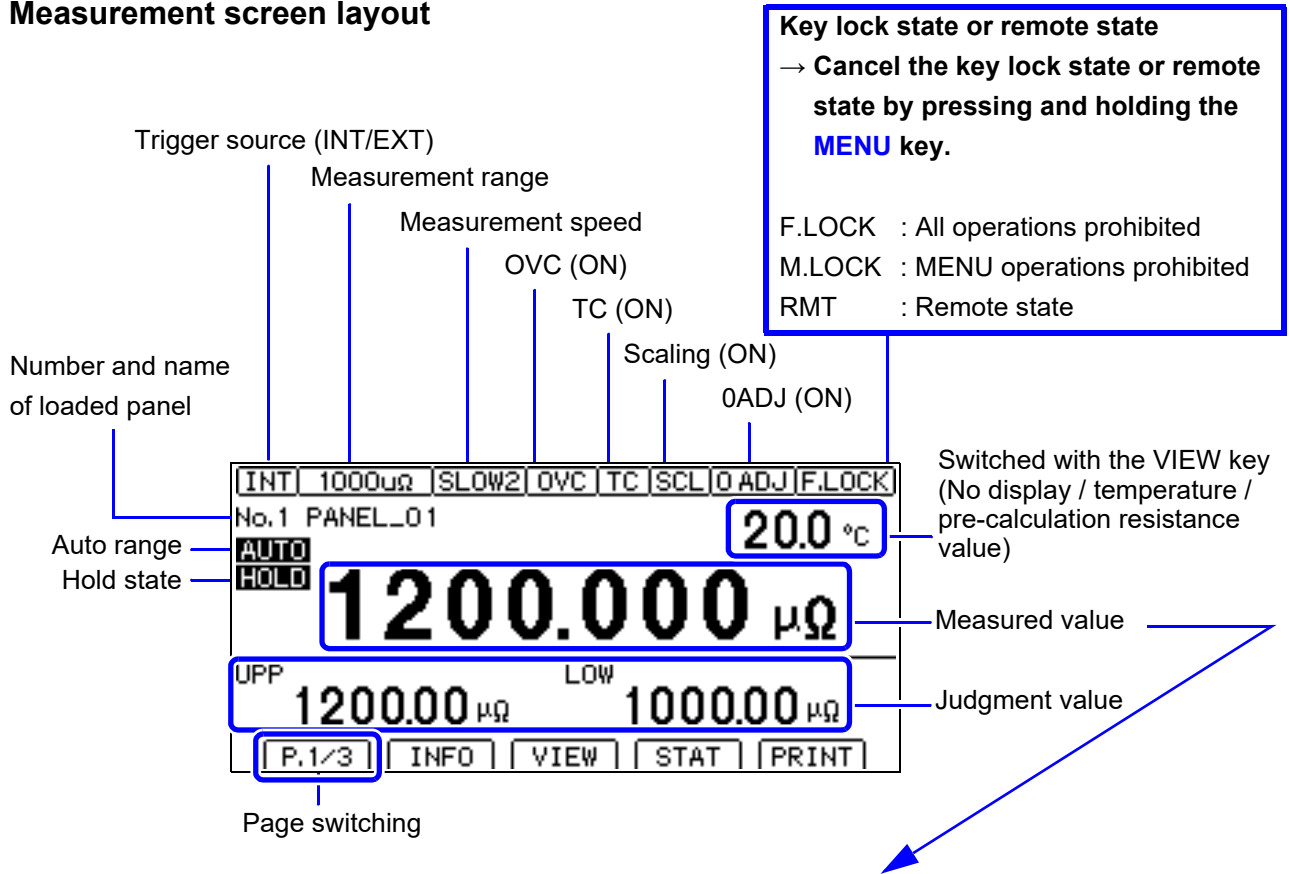 Measurement screen layout
Key lock state or remote state
→ Cancel the key lock state or remote
state by pressing and holding the
MENU key.
F.LOCK : All operations prohibited
M.LOCK : MENU operations prohibited
RMT : Remote state
Trigger source (INT/EXT)
Measurement range
Measurement speed
OVC (ON)
TC (ON)
Scaling (ON)
0ADJ (ON)
Number and name
of loaded panel
Auto range
Hold state
INT 1000uΩ SLOW2 OVC TC SCL 0 ADJ F.LOCK
No.1 PANEL_01
20.0 °C
AUTO
HOLD
1200.000 μΩ
UPP 1200.00 μΩ LOW 1000.00 μΩ
P.1/3 INFO VIEW STAT PRINT
Switched with the VIEW key
(No display / temperature /
pre-calculation resistance
value)
Measured value
Judgment value
Page switching